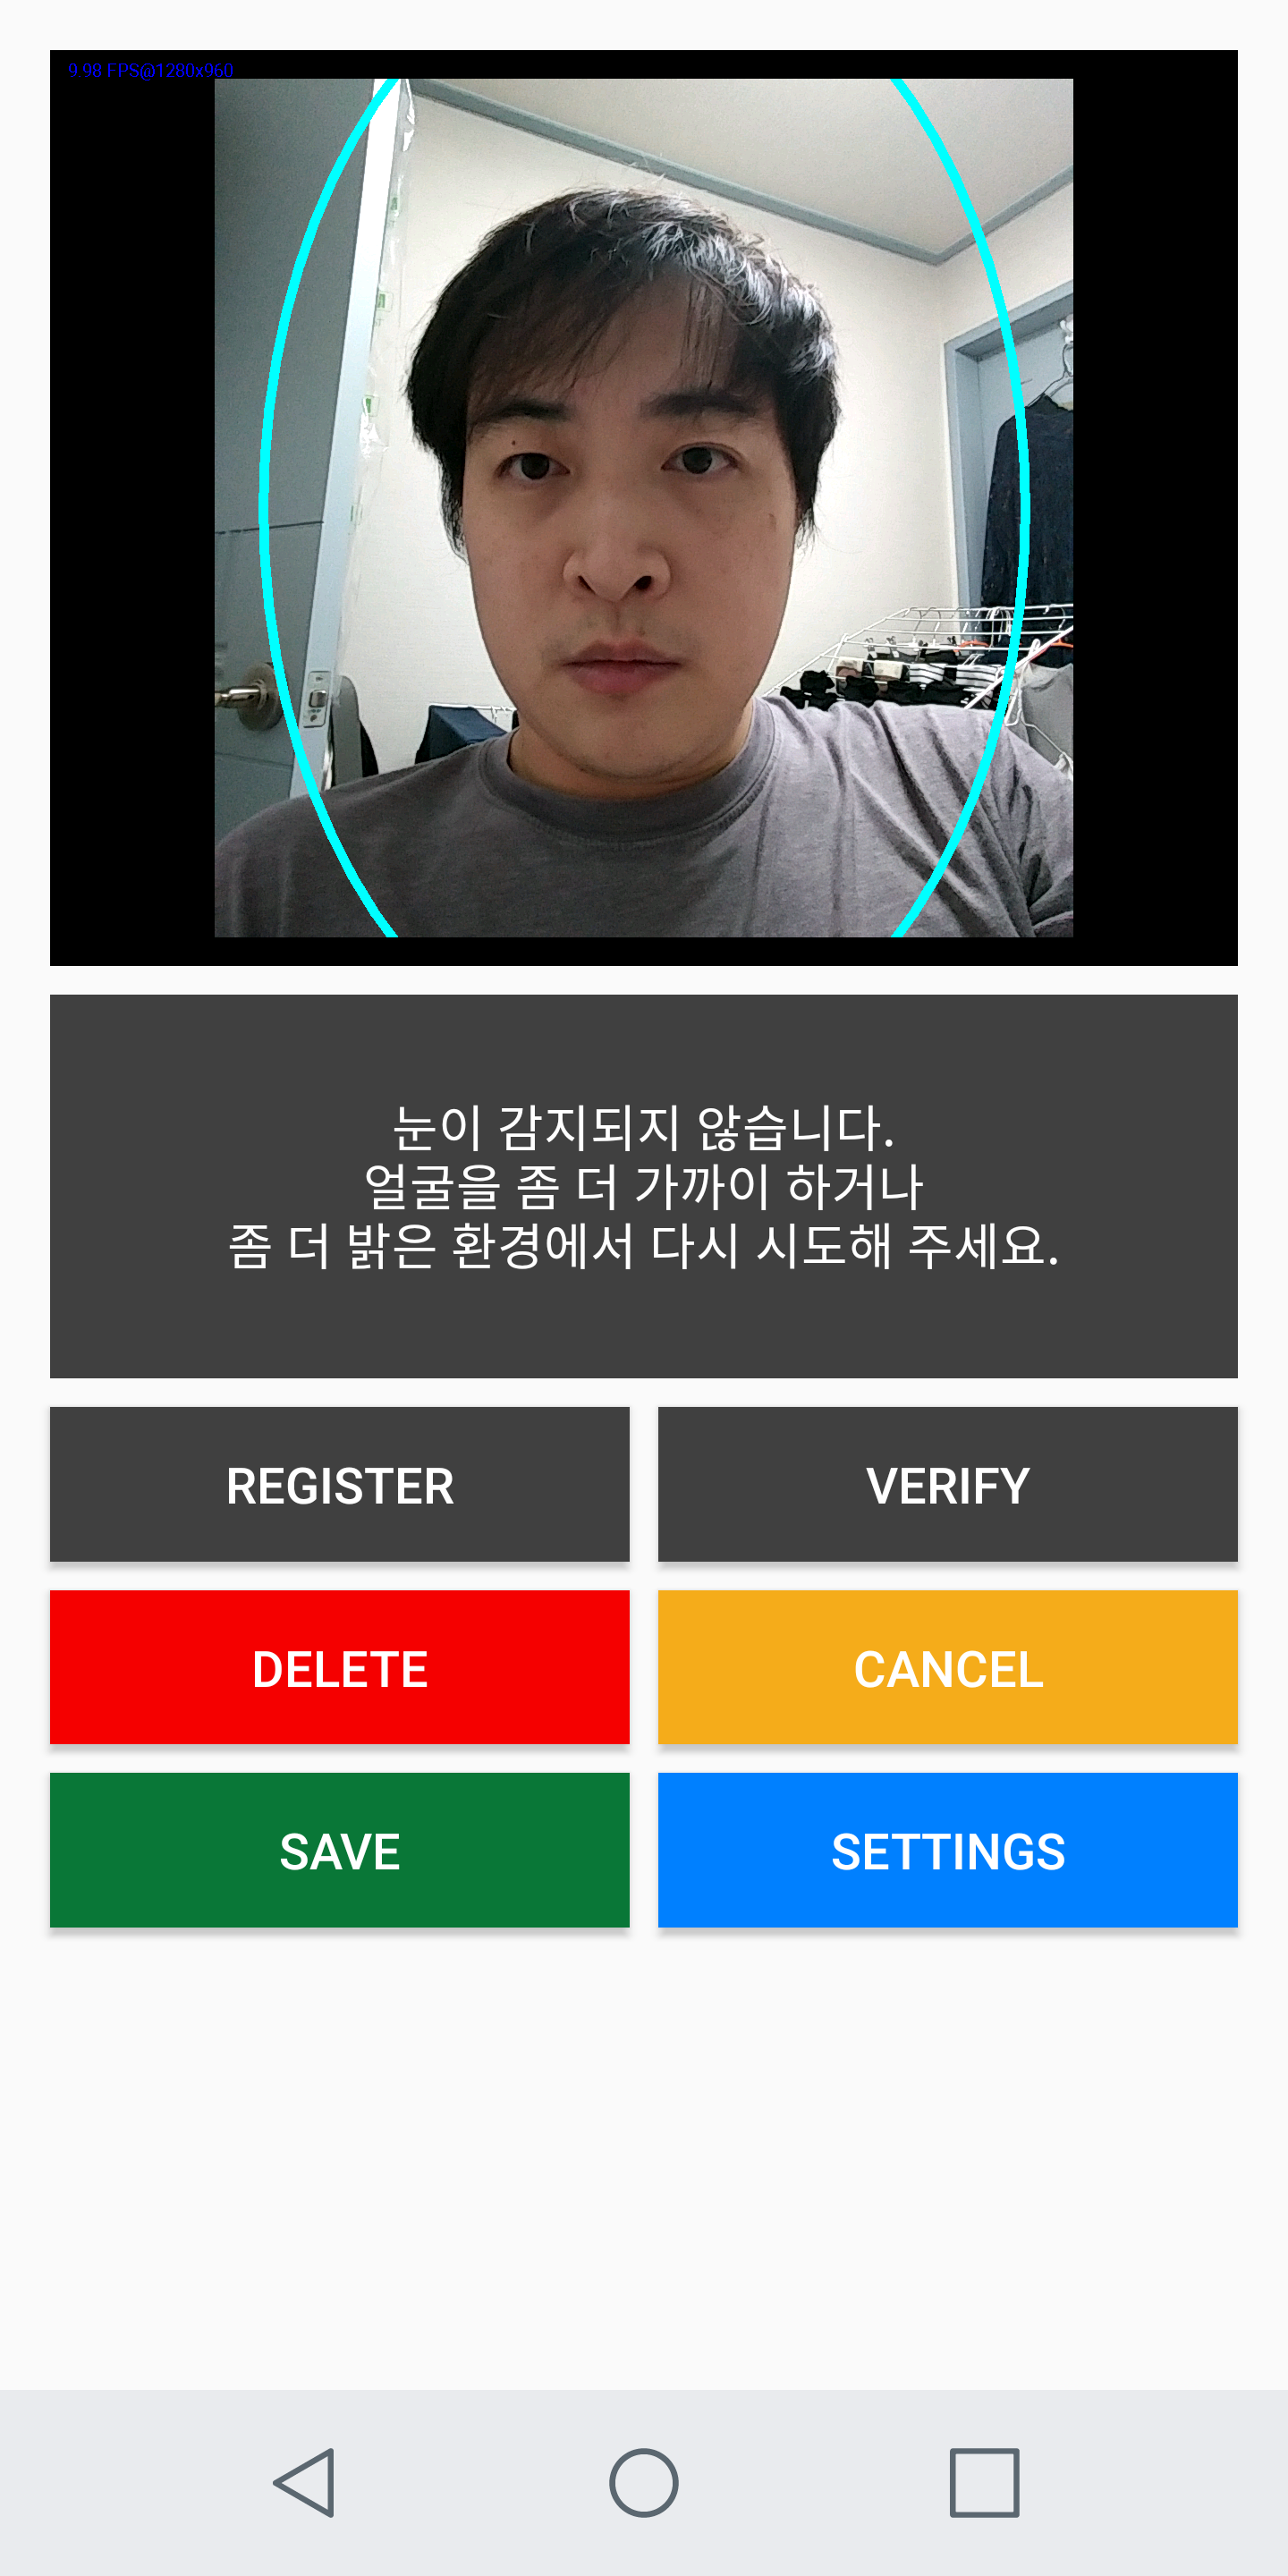 9.98 FPS@1280x960
눈이 감지되지 않습니다.
얼굴을 좀 더 가까이 하거나
좀 더 밝은 환경에서 다시 시도해 주세요.
REGISTER
VERIFY
DELETE
CANCEL
SAVE
SETTINGS